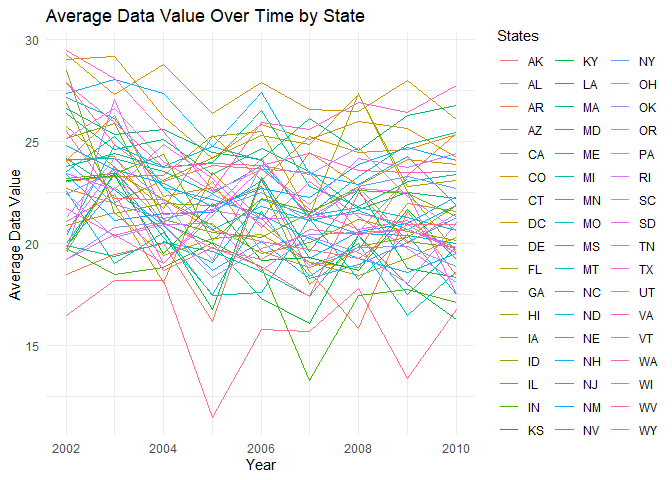 Average Data Value Over Time by State
Average Data Value
30
25
20
15
2002
2004
2006
2008
2010
Year
States
AK
AL
AR
AZ
CA
CO
CT
DC
DE
FL
GA
HI
IA
ID
IL
IN
KS
KY
LA
MA
MD
ME
MI
MN
MO
MS
MT
NC
ND
NE
NH
NJ
NM
NV
NY
OH
OK
OR
PA
RI
SC
SD
TN
TX
UT
VA
VT
WA
WI
WV
WY